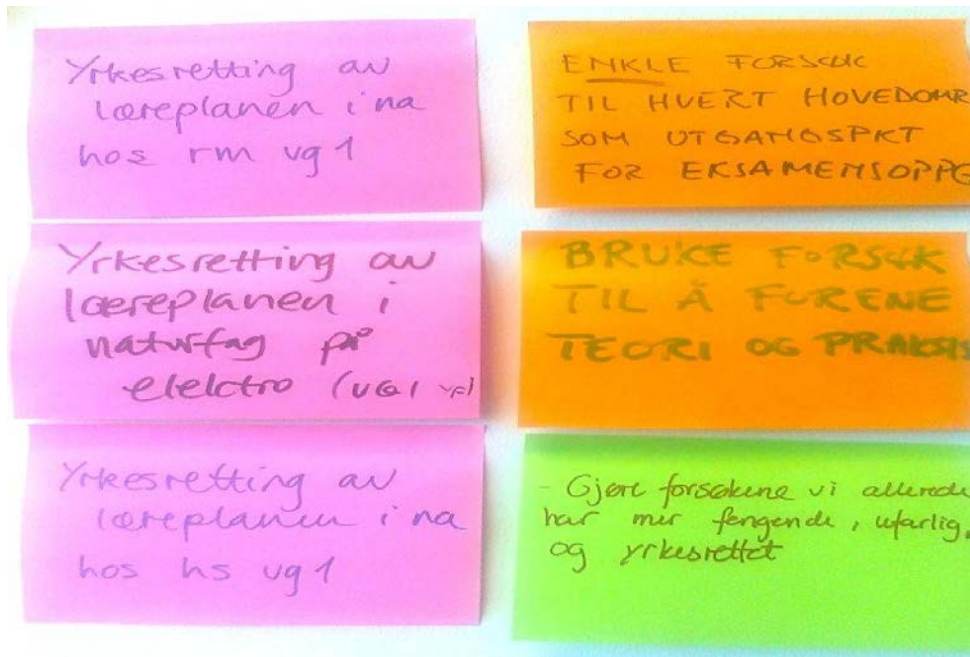 Yrkesretting av
læreplanen i na
hos rm vg1
Yrkesretting av
læreplanen i
naturfag på
elektro (VG1 YF)
Yrkesretting av
læreplanen i na
hos hs vg1
ENKLE FORSØK
TIL HVERT HOVEDOMR
SOM UTGANGSPKT
FOR EKSAMENSOPPG
BRUKE FORSØK
TIL Å FORENE
TEORI OG PRAKSIS
- Gjøre forsøkene vi allerede
har mer fengende, ufarlig,
og yrkesrettet